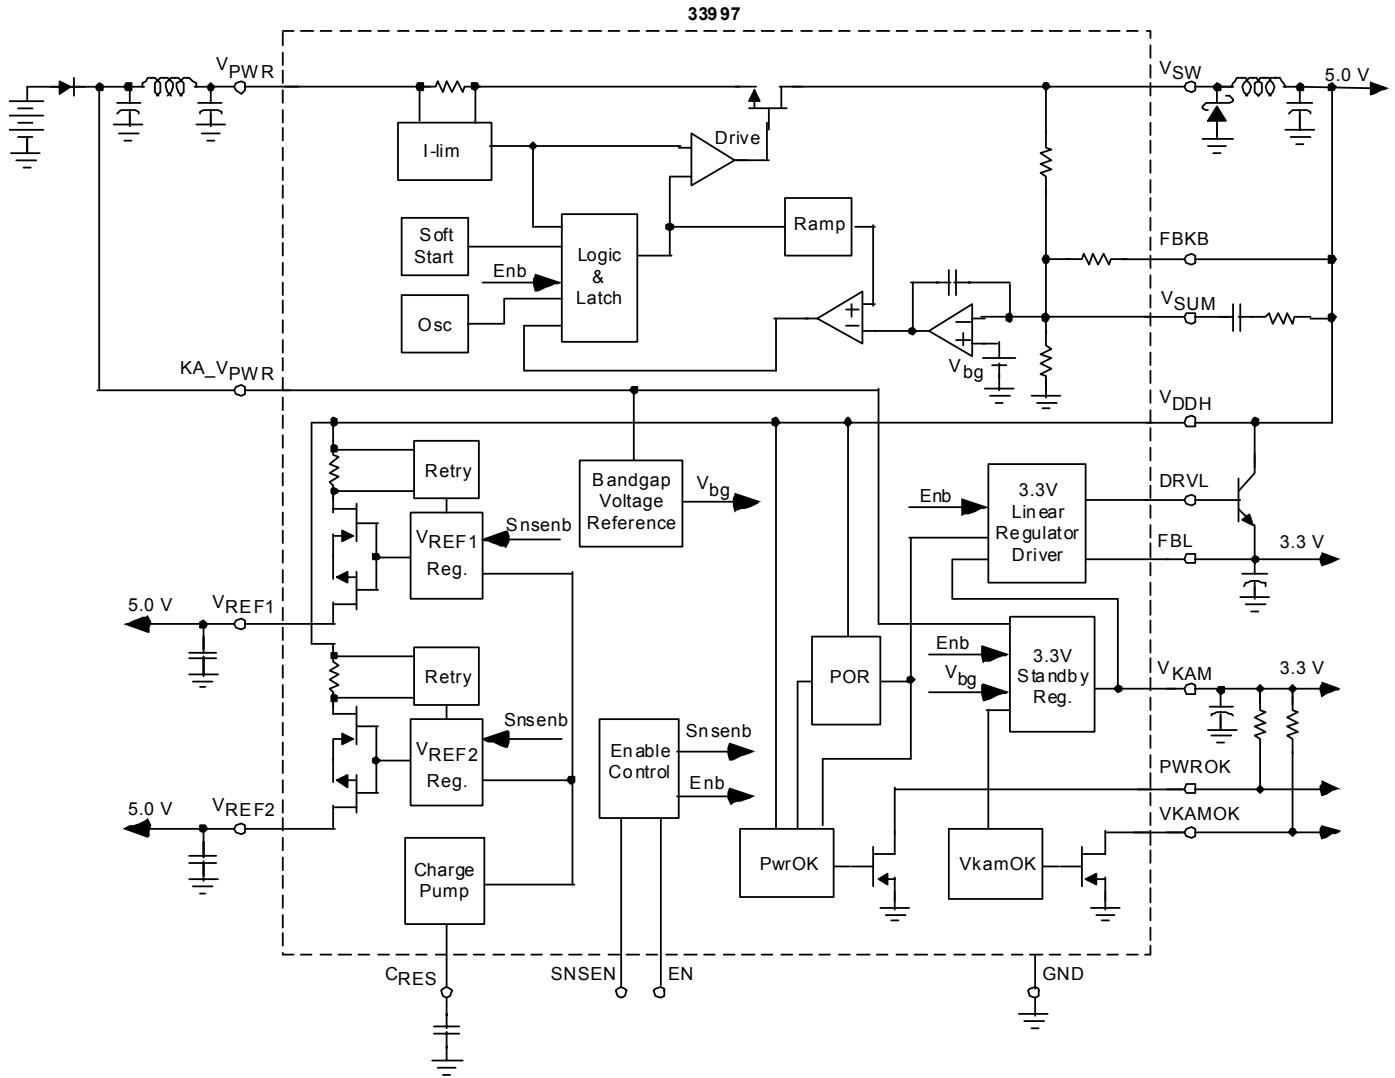 33997
VPWR
VSW
5.0 V
I-lim
Drive
Soft
Start
Ramp
FBKB
Enb
Logic
&
Latch
VSUM
Osc
+
−
−
+
Vbg
KA_VPWR
VDDH
Retry
Bandgap
Voltage
Reference
Vbg
Enb
3.3V
Linear
Regulator
Driver
DRVL
Snsenb
VREF1
Reg.
FBL
3.3 V
5.0 V
VREF1
Enb
Vbg
3.3V
Standby
Reg.
POR
VKAM
3.3 V
Retry
Snsenb
VREF2
Reg.
Enable
Control
Snsenb
Enb
PWROK
5.0 V
VREF2
VKAMOK
Charge
Pump
PwrOK
VkamOK
CRES
SNSEN
EN
GND